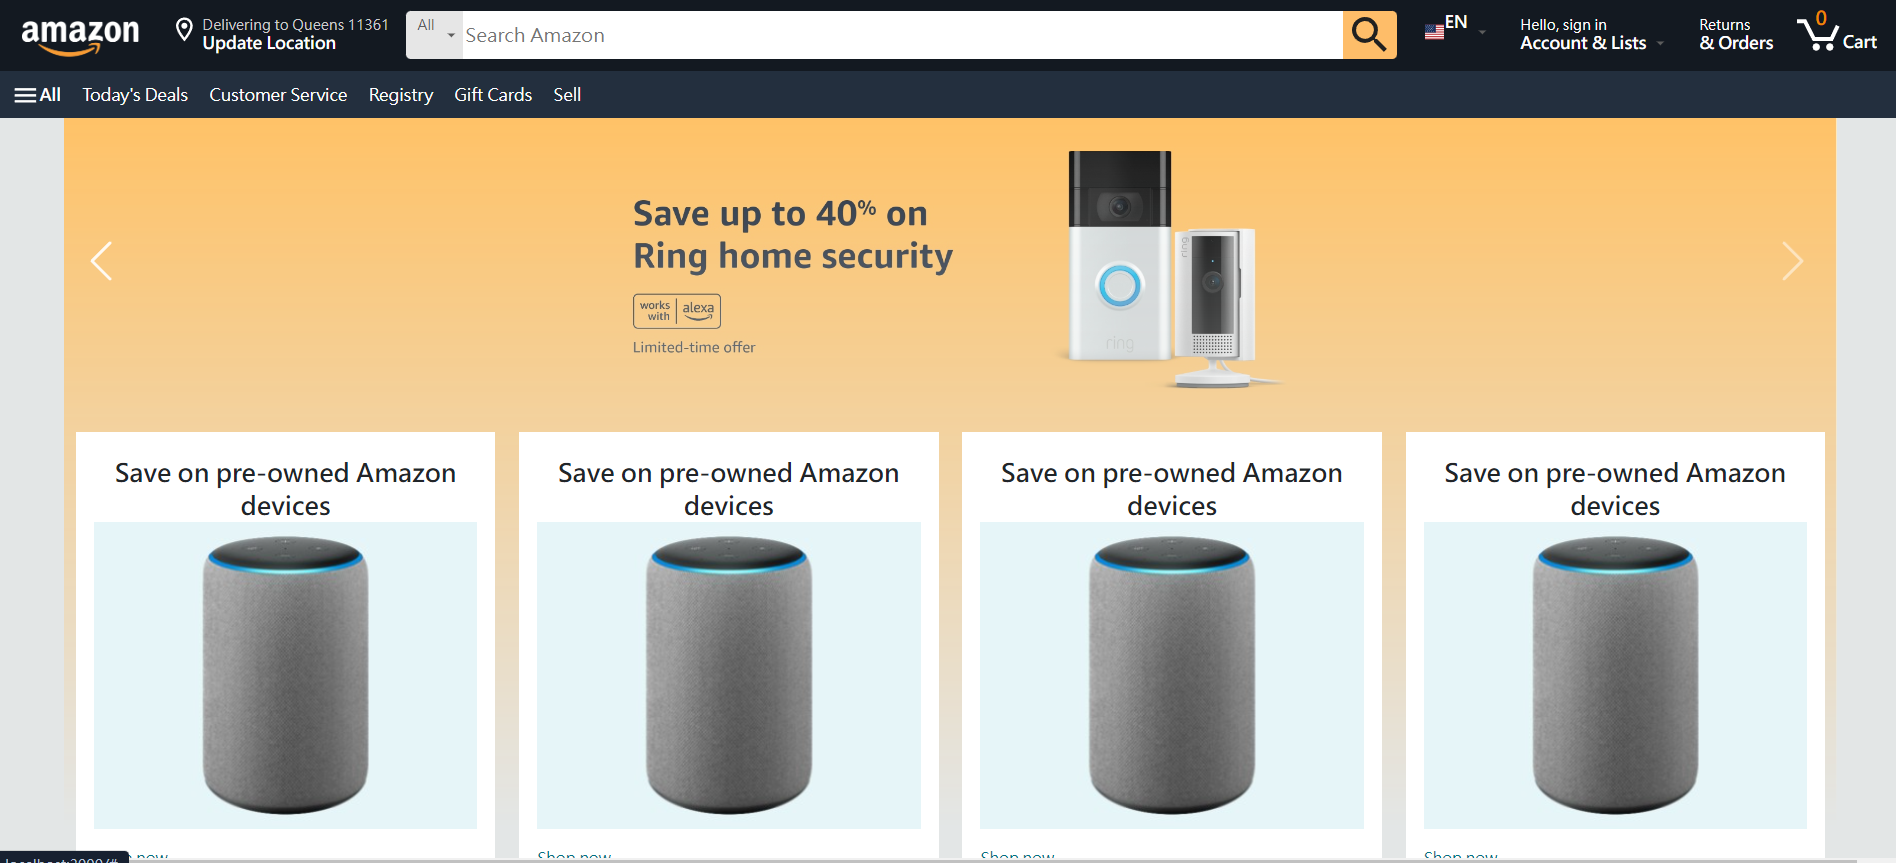 amazon
Delivering to Queens 11361
Update Location
All
Search Amazon
EN
Hello, sign in
Account & Lists
Returns
& Orders
0
Cart
All
Today's Deals
Customer Service
Registry
Gift Cards
Sell
Save up to 40% on
Ring home security
works
with
alexa
Limited-time offer
ring
ring
Save on pre-owned Amazon
devices
Save on pre-owned Amazon
devices
Save on pre-owned Amazon
devices
Save on pre-owned Amazon
devices
now
Shop now
Shop now
Shop now
localhost:3000/#